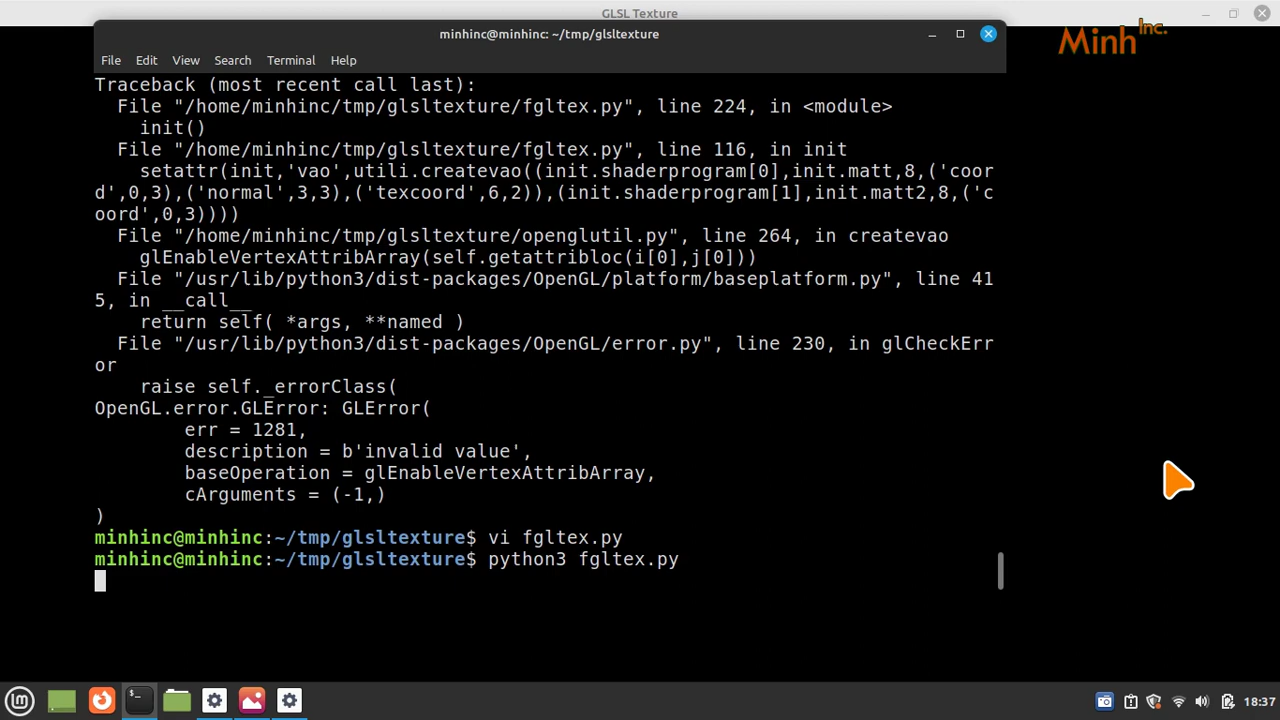 GLSL Texture
minhinc@minhinc: ~/tmp/glsltexture
Minh Inc.
File Edit View Search Terminal Help
Traceback (most recent call last):
File "/home/minhinc/tmp/glsltexture/fgltex.py", line 224, in <module>
init()
File "/home/minhinc/tmp/glsltexture/fgltex.py", line 116, in init
setattr(init,'vao',utili.createvao((init.shaderprogram[0],init.matt,8,('coor
d',0,3),('normal',3,3),('texcoord',6,2)),(init.shaderprogram[1],init.matt2,8,('c
oord',0,3))))
File "/home/minhinc/tmp/glsltexture/openglutil.py", line 264, in createvao
glEnableVertexAttribArray(self.getattribloc(i[0],j[0]))
File "/usr/lib/python3/dist-packages/OpenGL/platform/baseplatform.py", line 41
5, in __call__
return self( *args, **named )
File "/usr/lib/python3/dist-packages/OpenGL/error.py", line 230, in glCheckErr
or
raise self._errorClass(
OpenGL.error.GLError: GLError(
err = 1281,
description = b'invalid value',
baseOperation = glEnableVertexAttribArray,
cArguments = (-1,)
)
minhinc@minhinc:~/tmp/glsltexture$ vi fgltex.py
minhinc@minhinc:~/tmp/glsltexture$ python3 fgltex.py
18:37